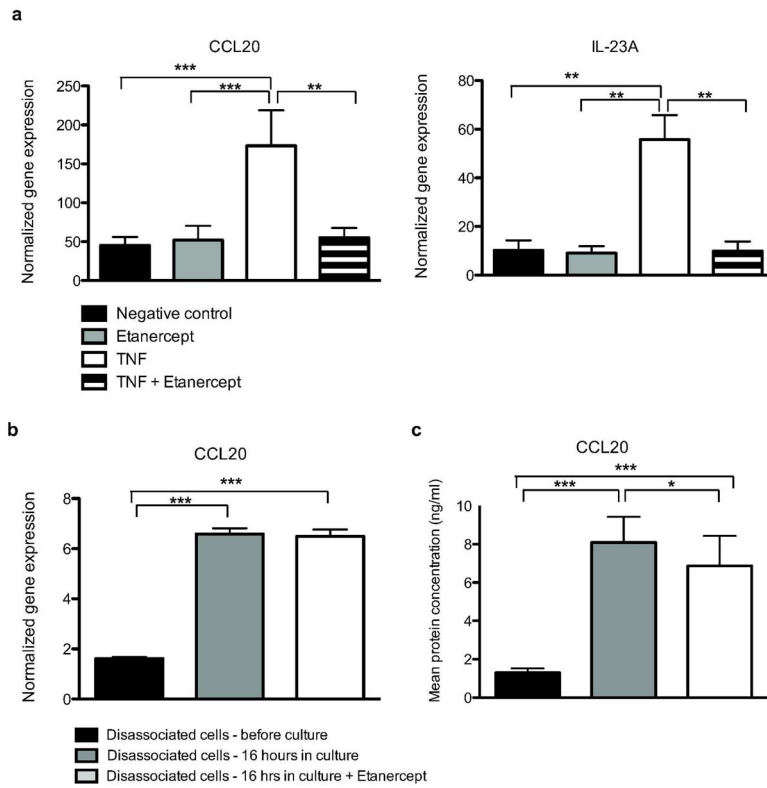 a
CCL20
IL-23A
Normalized gene expression
250
200
150
100
50
0
***
***
**
Normalized gene expression
80
60
40
20
0
**
**
**
Negative control
Etanercept
TNF
TNF + Etanercept
b
CCL20
Normalized gene expression
8
6
4
2
0
***
***
c
CCL20
Mean protein concentration (ng/ml)
10
8
6
4
2
0
***
***
*
Disassociated cells - before culture
Disassociated cells - 16 hours in culture
Disassociated cells - 16 hrs in culture + Etanercept